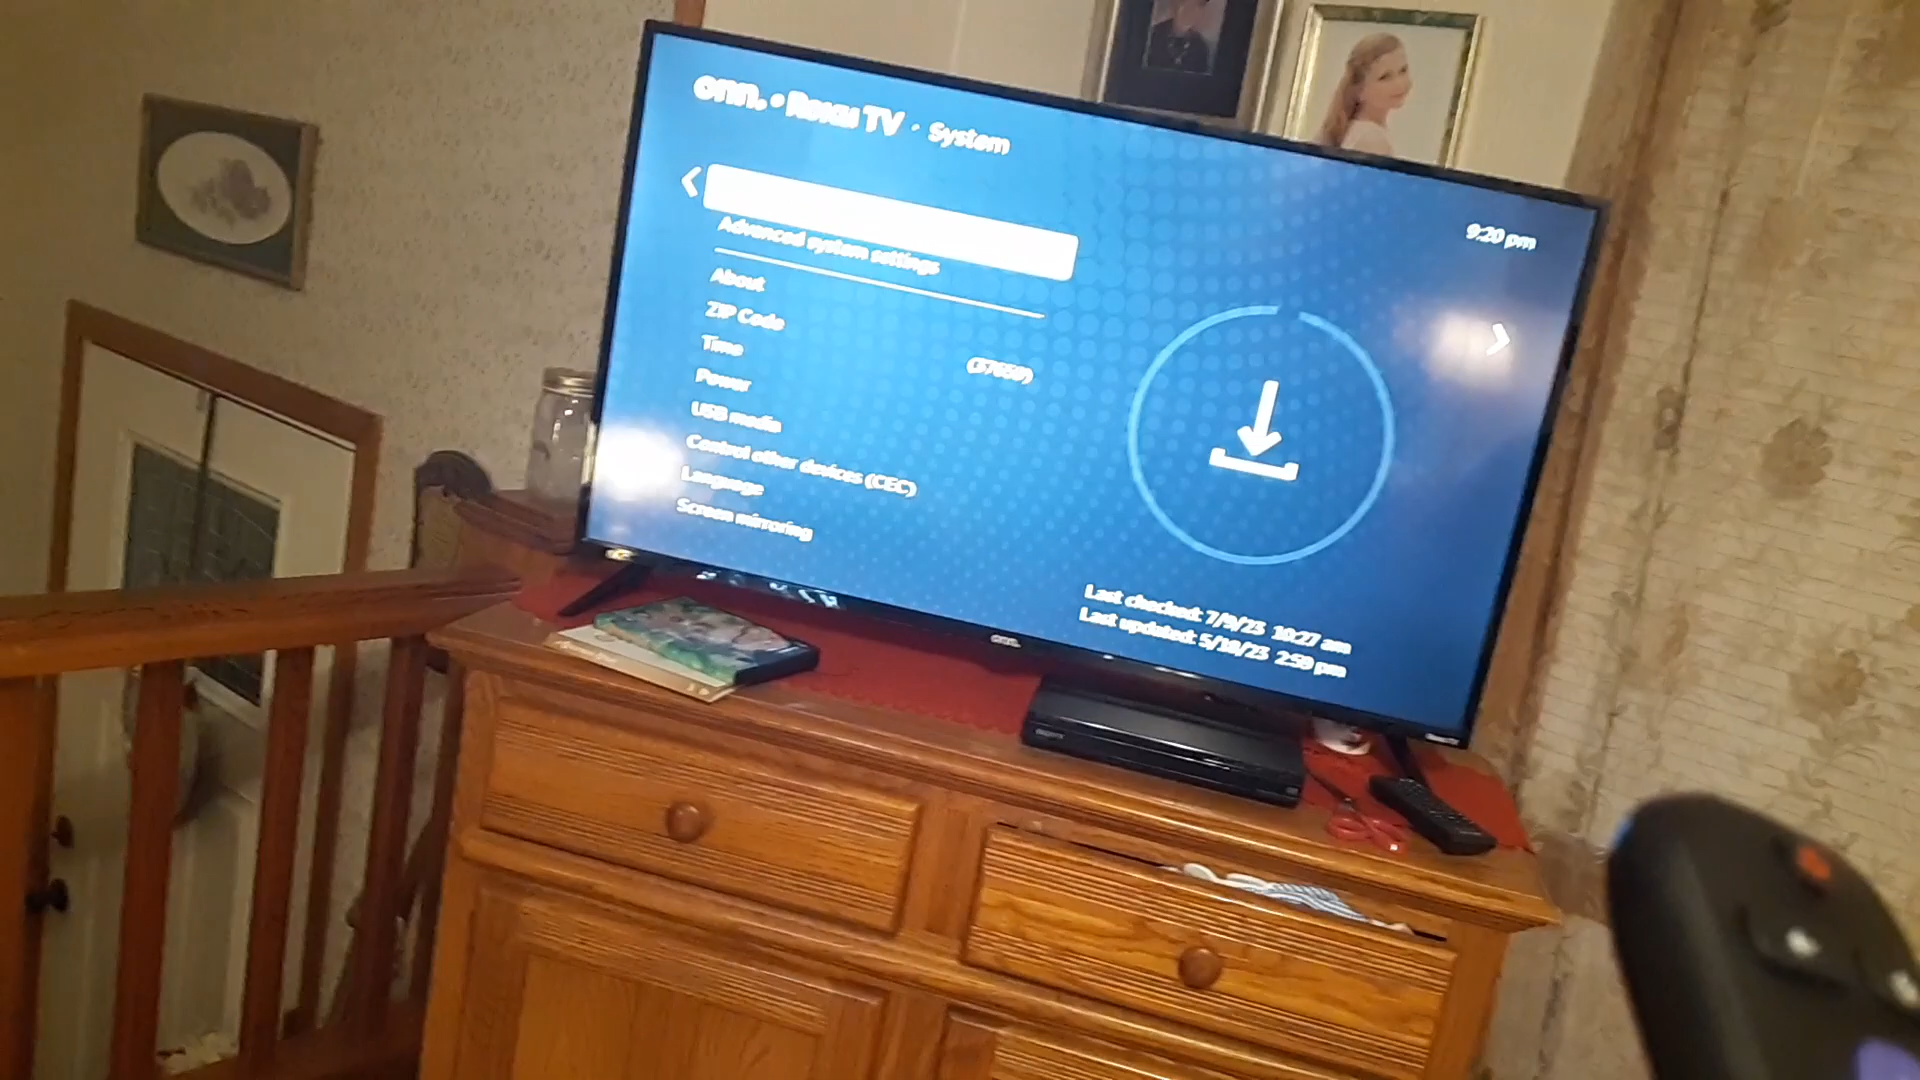 onn. • Roku TV • System
9:20 pm
Advanced system settings
About
ZIP Code
Time
Power
USB media
Control other devices (CEC)
Language
Screen mirroring
Last checked: 7/9/23 10:27 am
Last updated: 5/18/23 2:59 pm
onn.